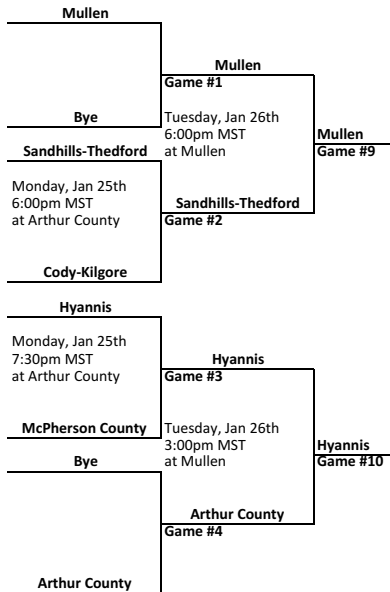 Mullen
Mullen
Game #1
Bye
Tuesday, Jan 26th
6:00pm MST
at Mullen
Mullen
Game #9
Sandhills-Thedford
Monday, Jan 25th
6:00pm MST
at Arthur County
Sandhills-Thedford
Game #2
Cody-Kilgore
Hyannis
Monday, Jan 25th
7:30pm MST
at Arthur County
Hyannis
Game #3
McPherson County
Tuesday, Jan 26th
3:00pm MST
at Mullen
Hyannis
Game #10
Bye
Arthur County
Game #4
Arthur County